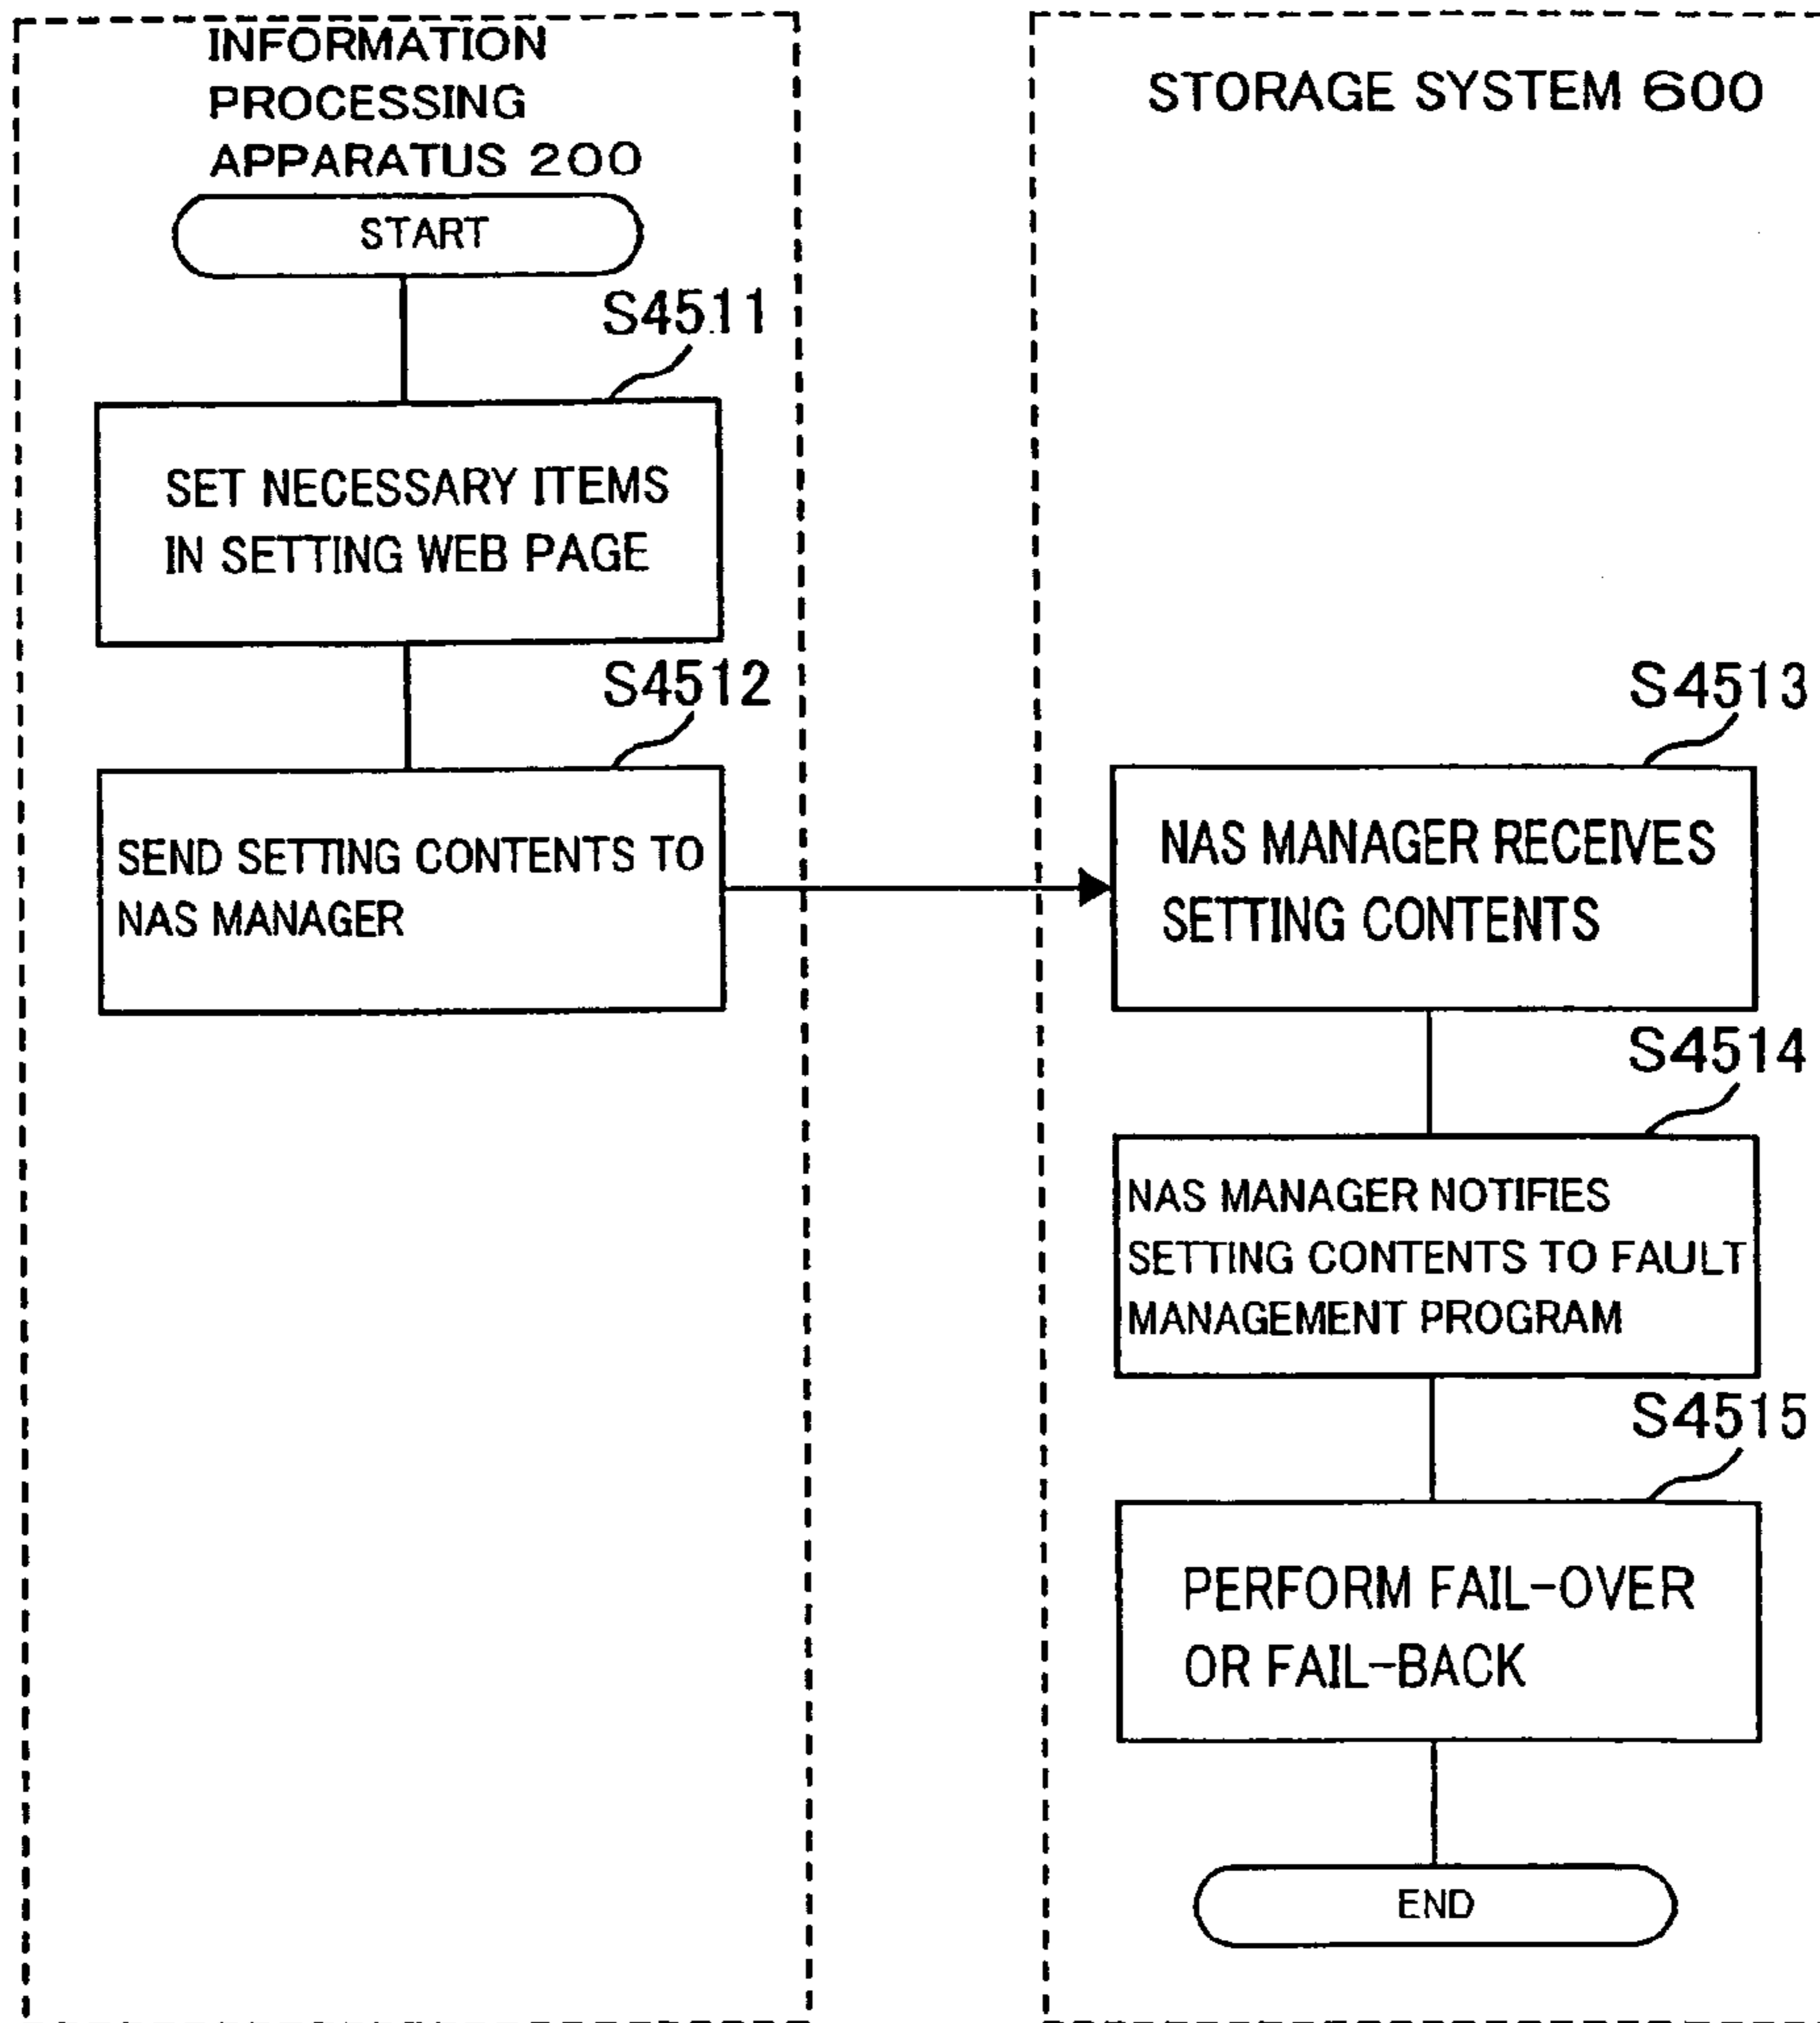 INFORMATION
PROCESSING
APPARATUS 200
START
S4511
SET NECESSARY ITEMS
IN SETTING WEB PAGE
S4512
SEND SETTING CONTENTS TO
NAS MANAGER
STORAGE SYSTEM 600
S4513
NAS MANAGER RECEIVES
SETTING CONTENTS
S4514
NAS MANAGER NOTIFIES
SETTING CONTENTS TO FAULT
MANAGEMENT PROGRAM
S4515
PERFORM FAIL-OVER
OR FAIL-BACK
END